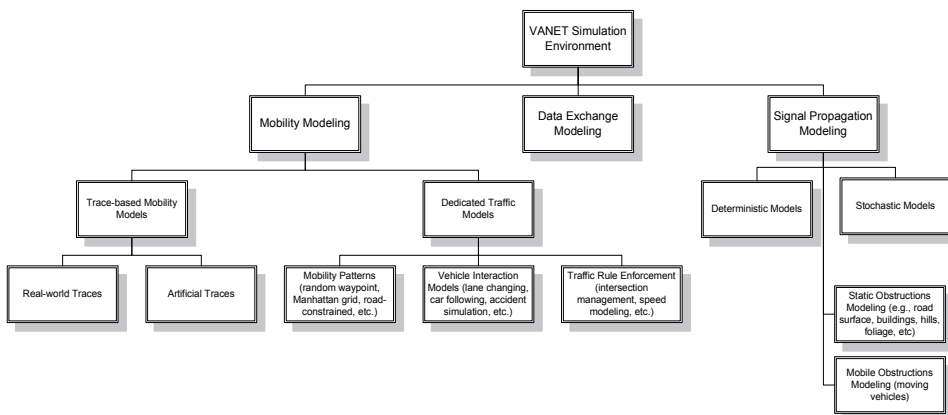 VANET Simulation
Environment
Mobility Modeling
Data Exchange
Modeling
Signal Propagation
Modeling
Trace-based Mobility
Models
Dedicated Traffic
Models
Deterministic Models
Stochastic Models
Real-world Traces
Artificial Traces
Mobility Patterns
(random waypoint,
Manhattan grid, road-
constrained, etc.)
Vehicle Interaction
Models (lane changing,
car following, accident
simulation, etc.)
Traffic Rule Enforcement
(intersection
management, speed
modeling, etc.)
Static Obstructions
Modeling (e.g., road
surface, buildings, hills,
foliage, etc)
Mobile Obstructions
Modeling (moving
vehicles)